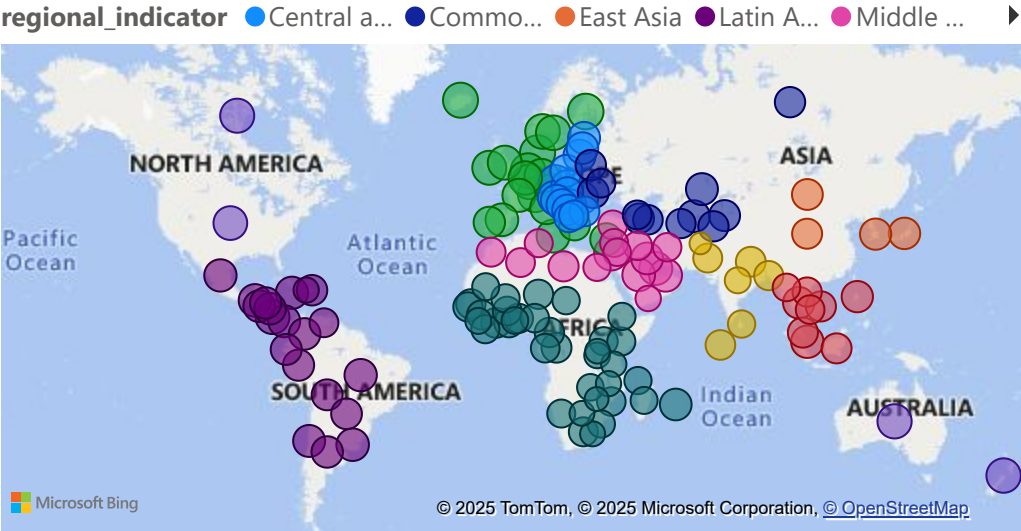 regional_indicator Central a... Commo... East Asia Latin A... Middle ...
NORTH AMERICA
ASIA
E
Pacific
Ocean
Atlantic
Ocean
AFRICA
SOUTH AMERICA
Indian
Ocean
AUSTRALIA
Microsoft Bing
© 2025 TomTom, © 2025 Microsoft Corporation, © OpenStreetMap